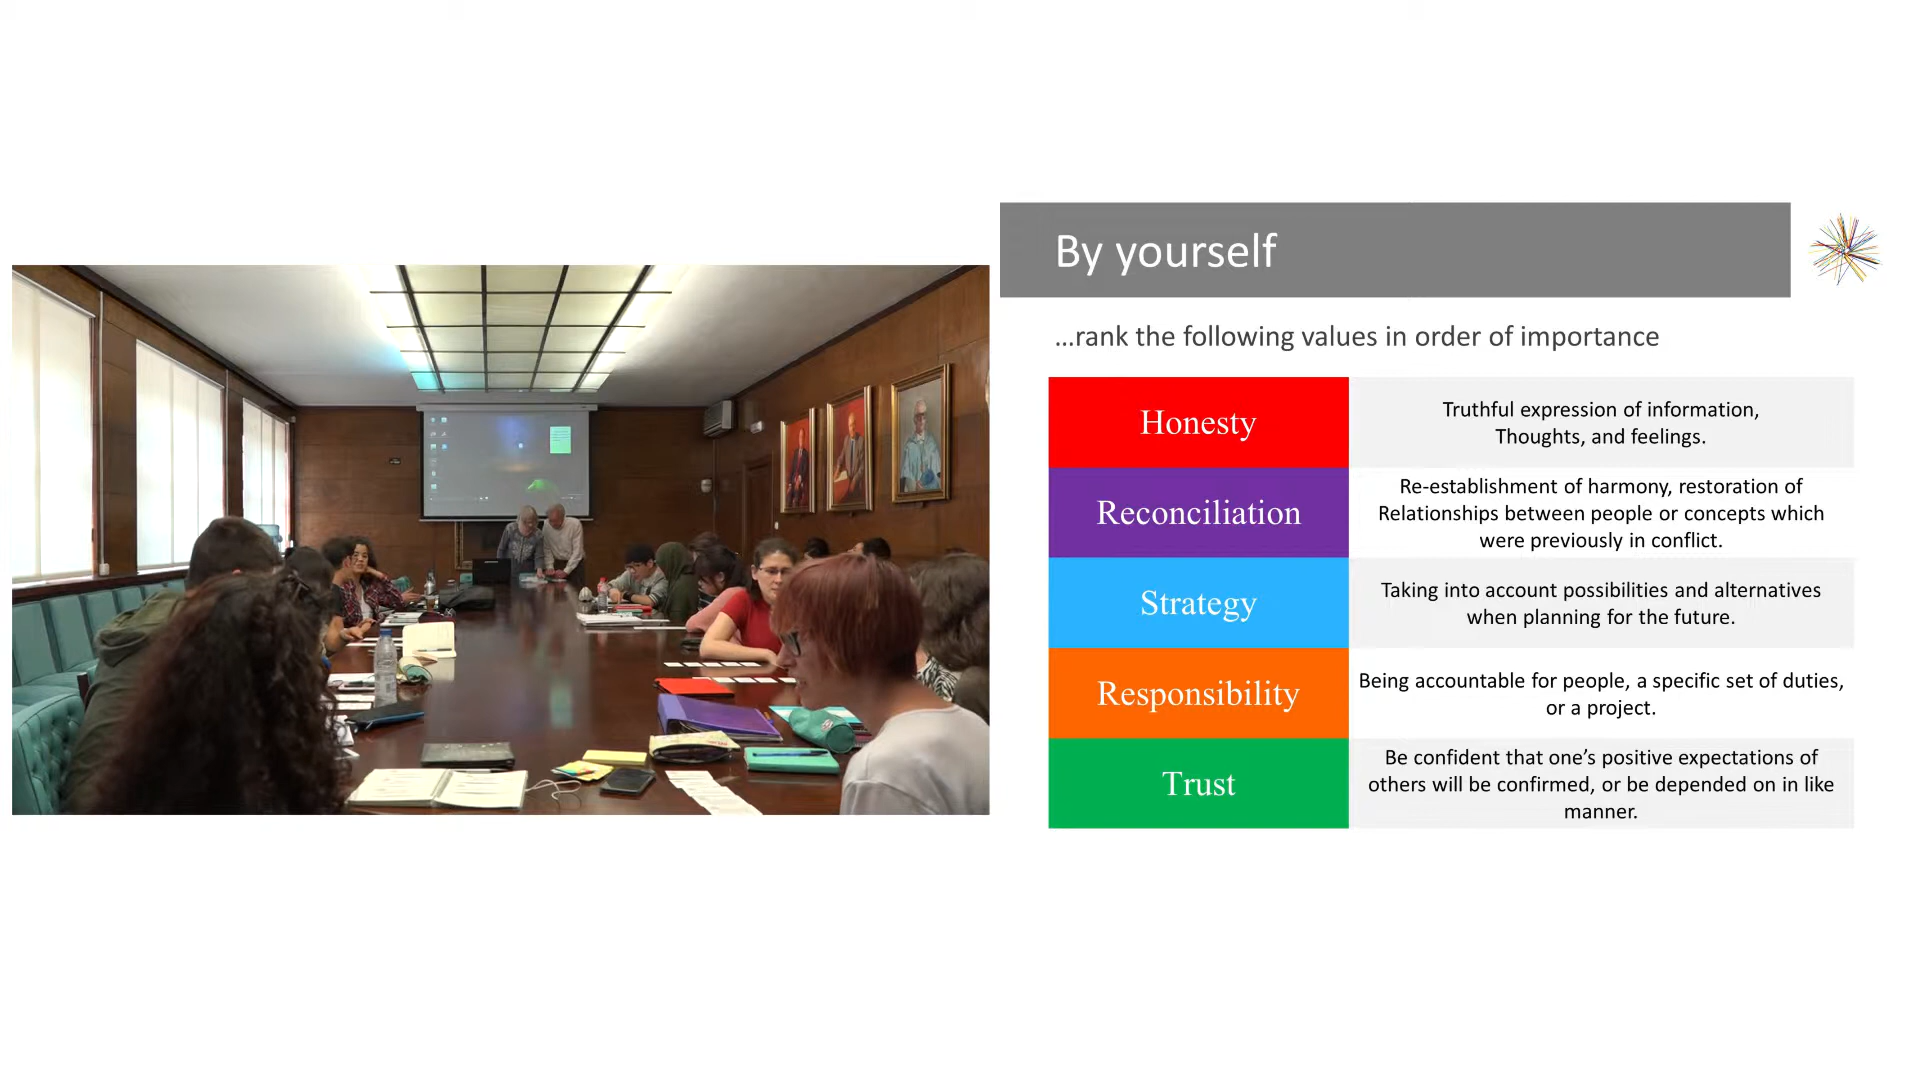 By yourself
...rank the following values in order of importance
Honesty
Truthful expression of information,
Thoughts, and feelings.
Reconciliation
Re-establishment of harmony, restoration of
Relationships between people or concepts which
were previously in conflict.
Strategy
Taking into account possibilities and alternatives
when planning for the future.
Responsibility
Being accountable for people, a specific set of duties,
or a project.
Trust
Be confident that one’s positive expectations of
others will be confirmed, or be depended on in like
manner.